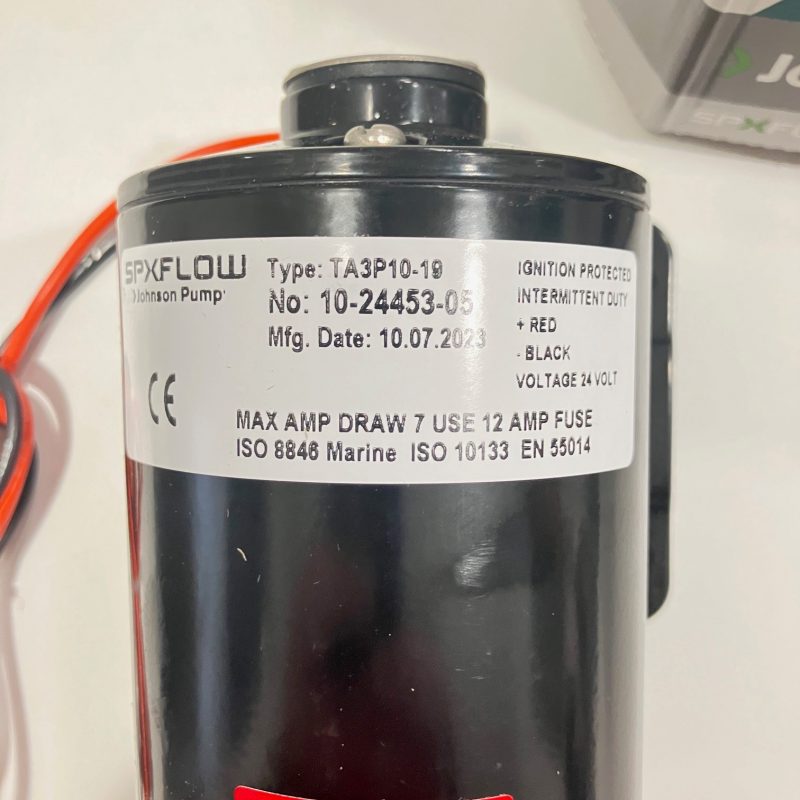 SPXFLOW
Johnson Pump
Type: TA3P10-19
No: 10-24453-05
Mfg. Date: 10.07.2023
IGNITION PROTECTED
INTERMITTENT DUTY
+ RED
- BLACK
VOLTAGE 24 VOLT
CE
MAX AMP DRAW 7 USE 12 AMP FUSE
ISO 8846 Marine ISO 10133 EN 55014